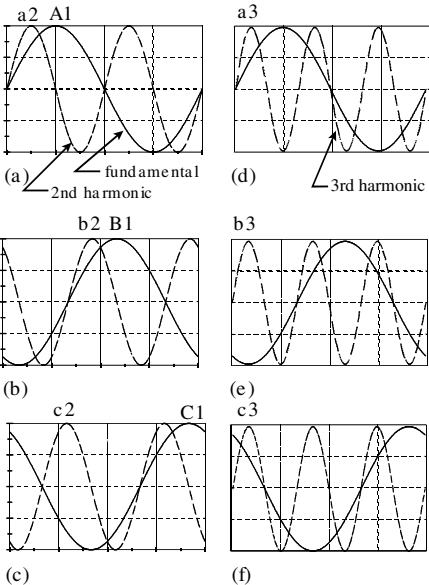 a2 A1
a3
(a)
fundamental
2nd harmonic
(d)
3rd harmonic
b2 B1
b3
(b)
(e)
c2 C1
c3
(c)
(f)